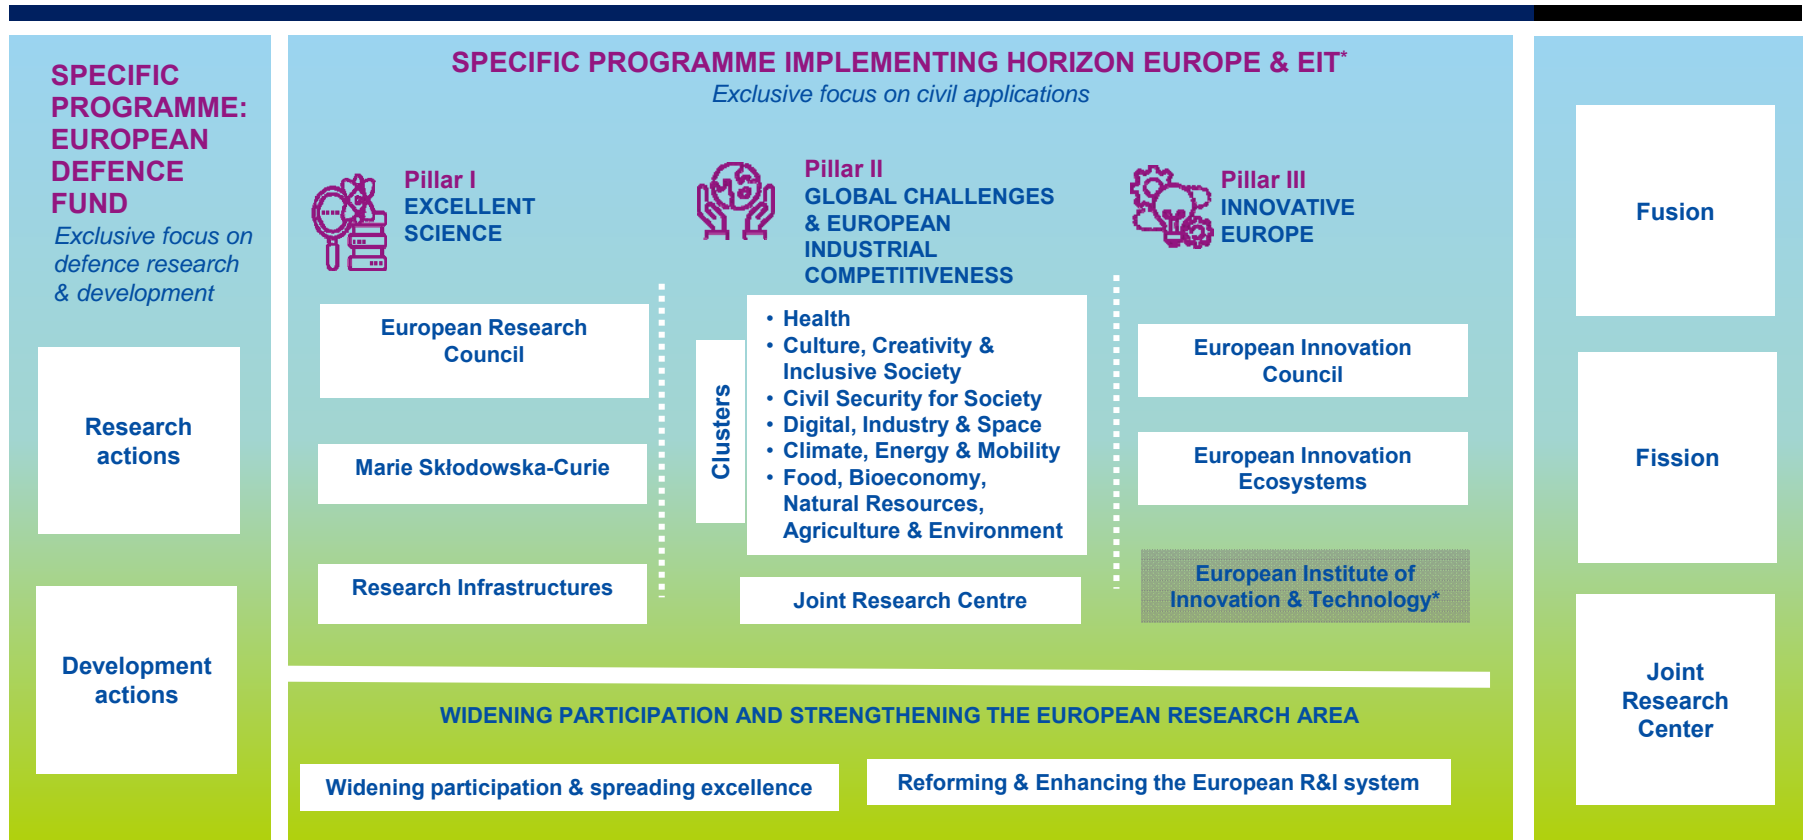 SPECIFIC
PROGRAMME:
EUROPEAN
DEFENCE
FUND
Exclusive focus on
defence research
& development
Research
actions
Development
actions
SPECIFIC PROGRAMME IMPLEMENTING HORIZON EUROPE & EIT*
Exclusive focus on civil applications
Pillar I
EXCELLENT
SCIENCE
European Research
Council
Marie Skłodowska-Curie
Research Infrastructures
Pillar II
GLOBAL CHALLENGES
& EUROPEAN
INDUSTRIAL
COMPETITIVENESS
Clusters
• Health
• Culture, Creativity &
Inclusive Society
• Civil Security for Society
• Digital, Industry & Space
• Climate, Energy & Mobility
• Food, Bioeconomy,
Natural Resources,
Agriculture & Environment
Joint Research Centre
Pillar III
INNOVATIVE
EUROPE
European Innovation
Council
European Innovation
Ecosystems
European Institute of
Innovation & Technology*
WIDENING PARTICIPATION AND STRENGTHENING THE EUROPEAN RESEARCH AREA
Widening participation & spreading excellence
Reforming & Enhancing the European R&I system
Fusion
Fission
Joint
Research
Center